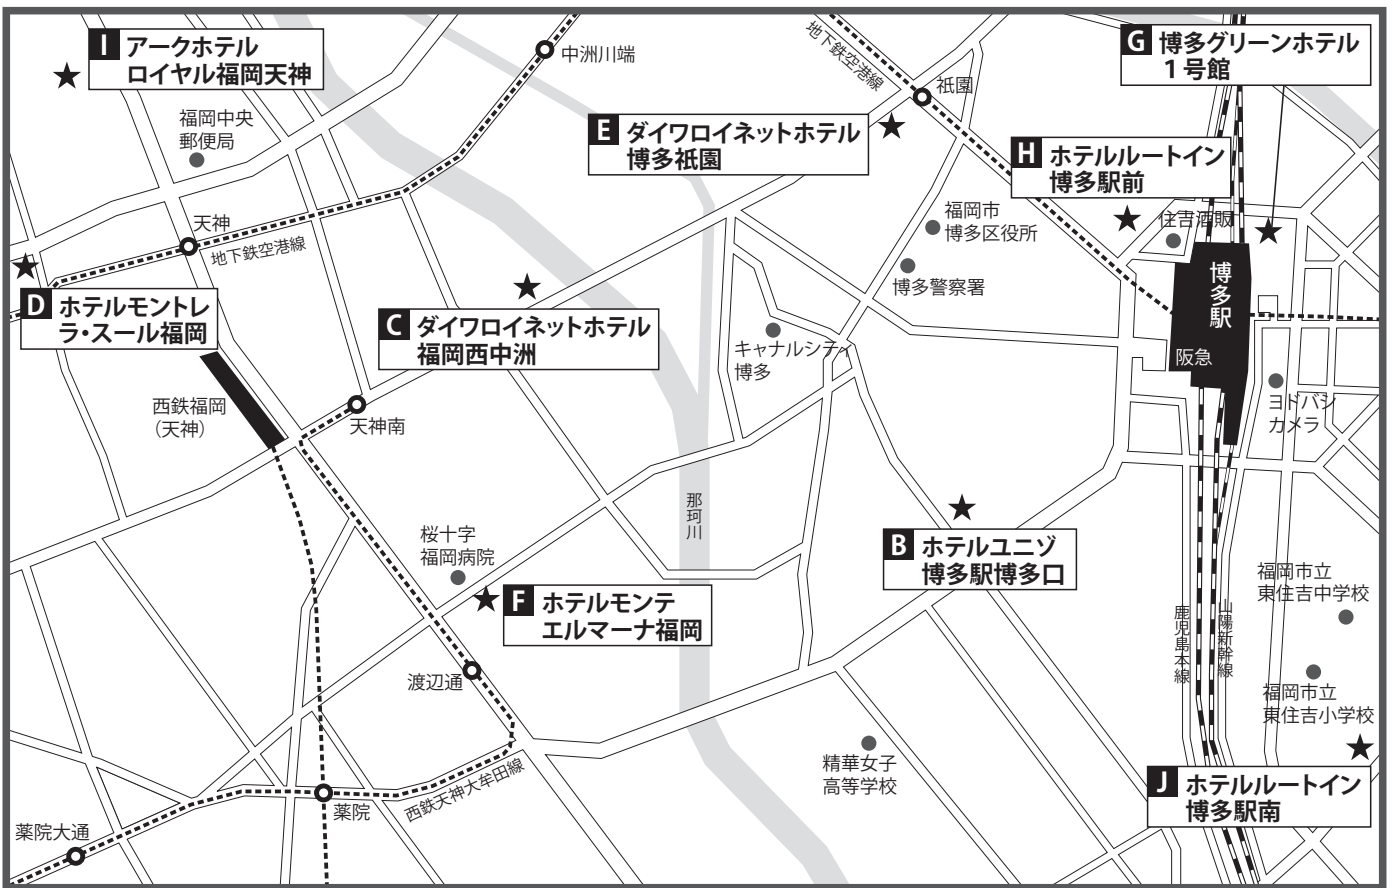 I アークホテル
ロイヤル福岡天神
中洲川端
地下鉄空港線
祇園
G 博多グリーンホテル
1号館
福岡中央
郵便局
E ダイワロイネットホテル
博多祇園
H ホテルルートイン
博多駅前
天神
地下鉄空港線
福岡市
博多区役所
住吉酒販
博多警察署
博多駅
D ホテルモントレ
ラ・スール福岡
C ダイワロイネットホテル
福岡西中洲
キャナルシティ
博多
阪急
西鉄福岡
（天神）
天神南
ヨドバシ
カメラ
那珂川
桜十字
福岡病院
B ホテルユニゾ
博多駅博多口
F ホテルモンテ
エルマーナ福岡
福岡市立
東住吉中学校
鹿児島本線
山陽新幹線
渡辺通
福岡市立
東住吉小学校
精華女子
高等学校
J ホテルルートイン
博多駅南
西鉄天神大牟田線
薬院
薬院大通